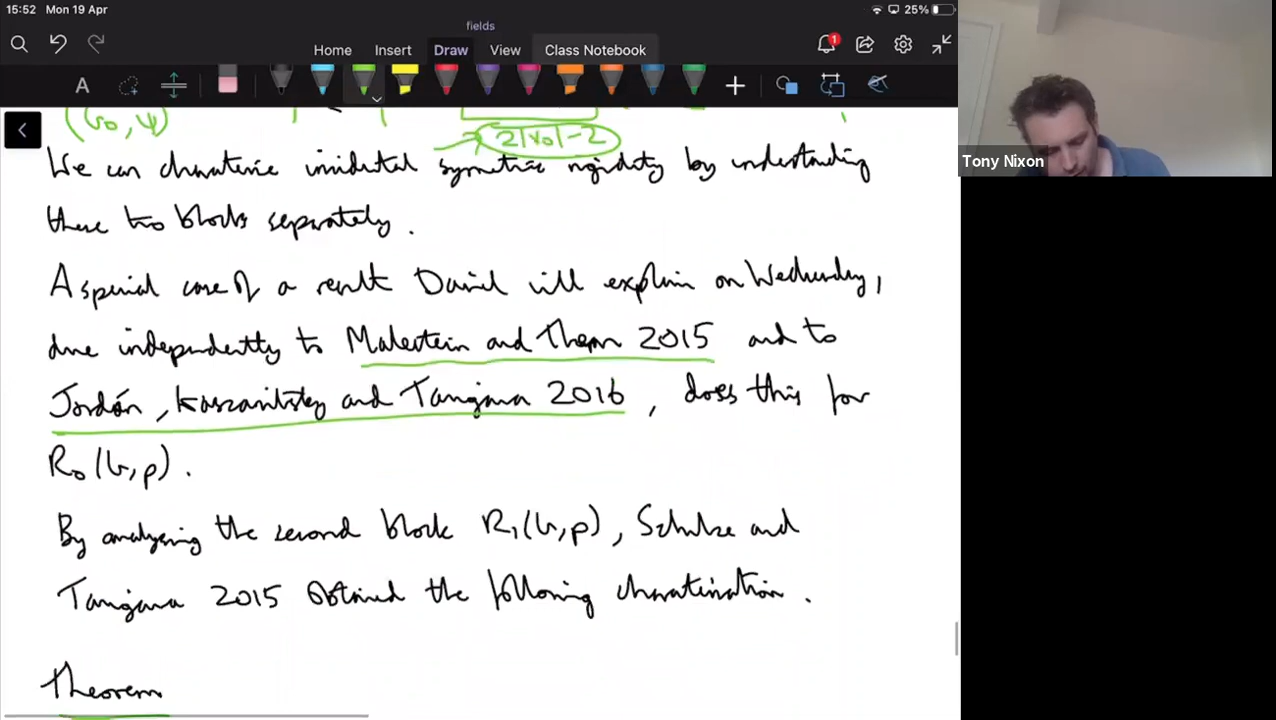 15:52 Mon 19 Apr
25%
fields
Home Insert Draw View Class Notebook
1
A
Tony Nixon
(G0, ψ)
2|V0|-2
We can characterise incidental symmetric rigidity by understanding
these two blocks separately.
A special case of a result Daniel will explain on Wednesday,
due independently to Malestein and Theran 2015 and to
Jordán, Kaszanitzky and Tanigawa 2016, does this for
R0(G,p).
By analysing the second block R1(G,p), Schulze and
Tanigawa 2015 obtained the following characterisation.
Theorem